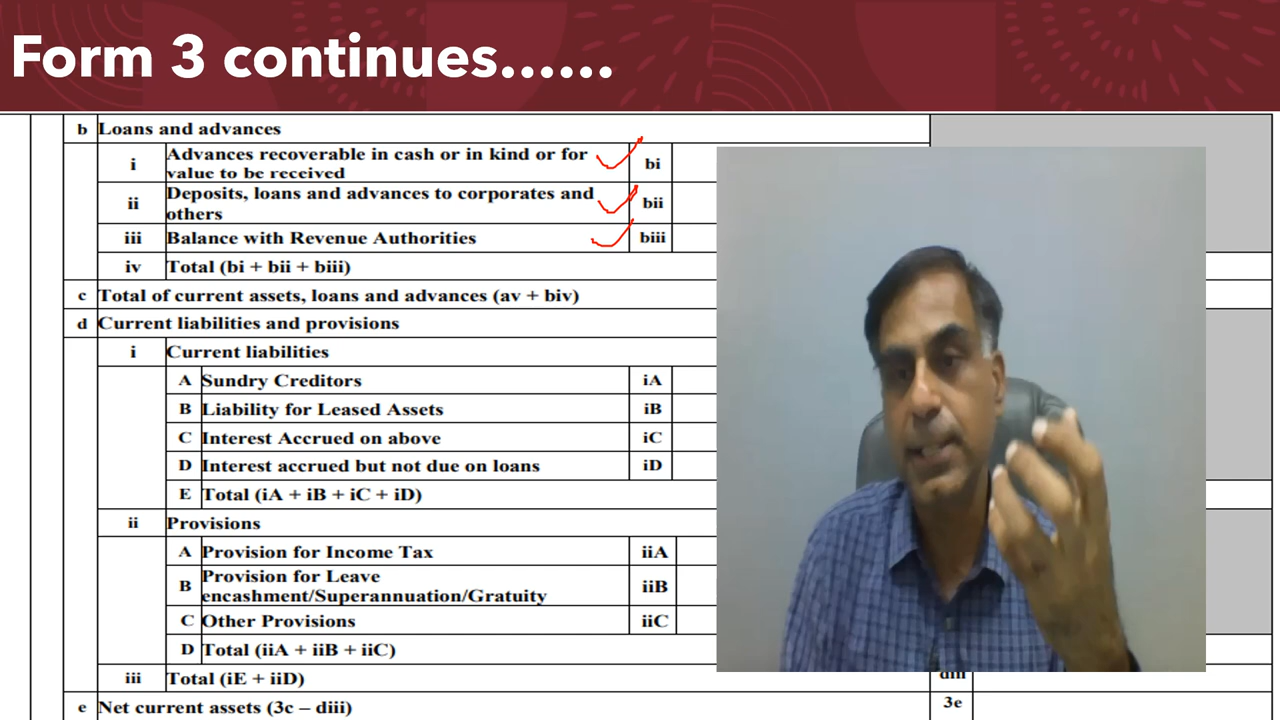 Form 3 continues......
b Loans and advances
i Advances recoverable in cash or in kind or for
value to be received bi
ii Deposits, loans and advances to corporates and
others bii
iii Balance with Revenue Authorities biii
iv Total (bi + bii + biii)
c Total of current assets, loans and advances (av + biv)
d Current liabilities and provisions
i Current liabilities
A Sundry Creditors iA
B Liability for Leased Assets iB
C Interest Accrued on above iC
D Interest accrued but not due on loans iD
E Total (iA + iB + iC + iD)
ii Provisions
A Provision for Income Tax iiA
B Provision for Leave
encashment/Superannuation/Gratuity iiB
C Other Provisions iiC
D Total (iiA + iiB + iiC)
iii Total (iE + iiD) diii
e Net current assets (3c – diii) 3e